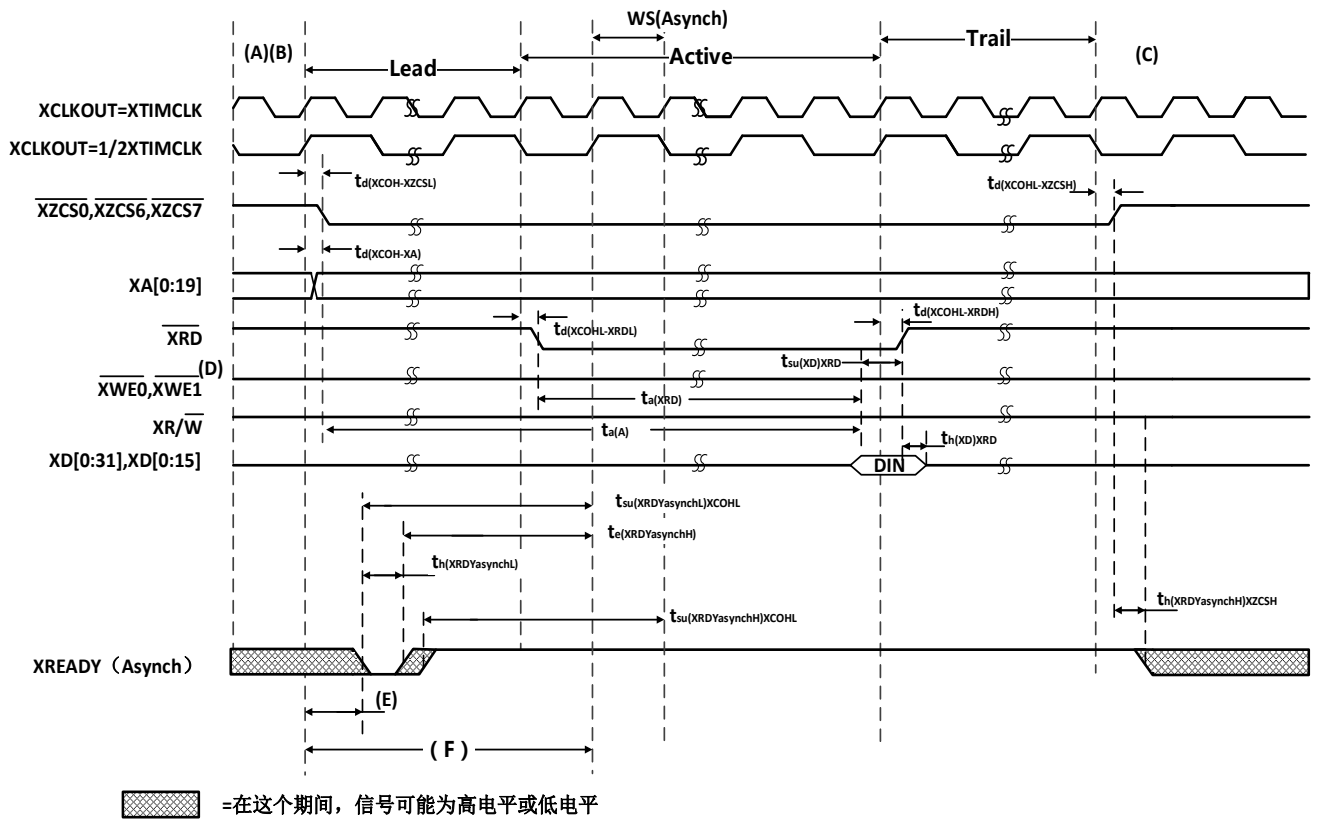 WS(Asynch)
(A)(B)
Lead
Active
Trail
(C)
XCLKOUT=XTIMCLK
XCLKOUT=1/2XTIMCLK
td(XCOH-XZCSL)
td(XCOHL-XZCSH)
XZCS0,XZCS6,XZCS7
td(XCOH-XA)
XA[0:19]
td(XCOHL-XRDH)
td(XCOHL-XRDL)
XRD
tsu(XD)XRD
(D)
XWE0,XWE1
ta(XRD)
XR/W
ta(A)
th(XD)XRD
XD[0:31],XD[0:15]
DIN
tsu(XRDYasynchL)XCOHL
te(XRDYasynchH)
th(XRDYasynchL)
th(XRDYasynchH)XZCSH
tsu(XRDYasynchH)XCOHL
XREADY（Asynch）
(E)
( F )
=在这个期间，信号可能为高电平或低电平